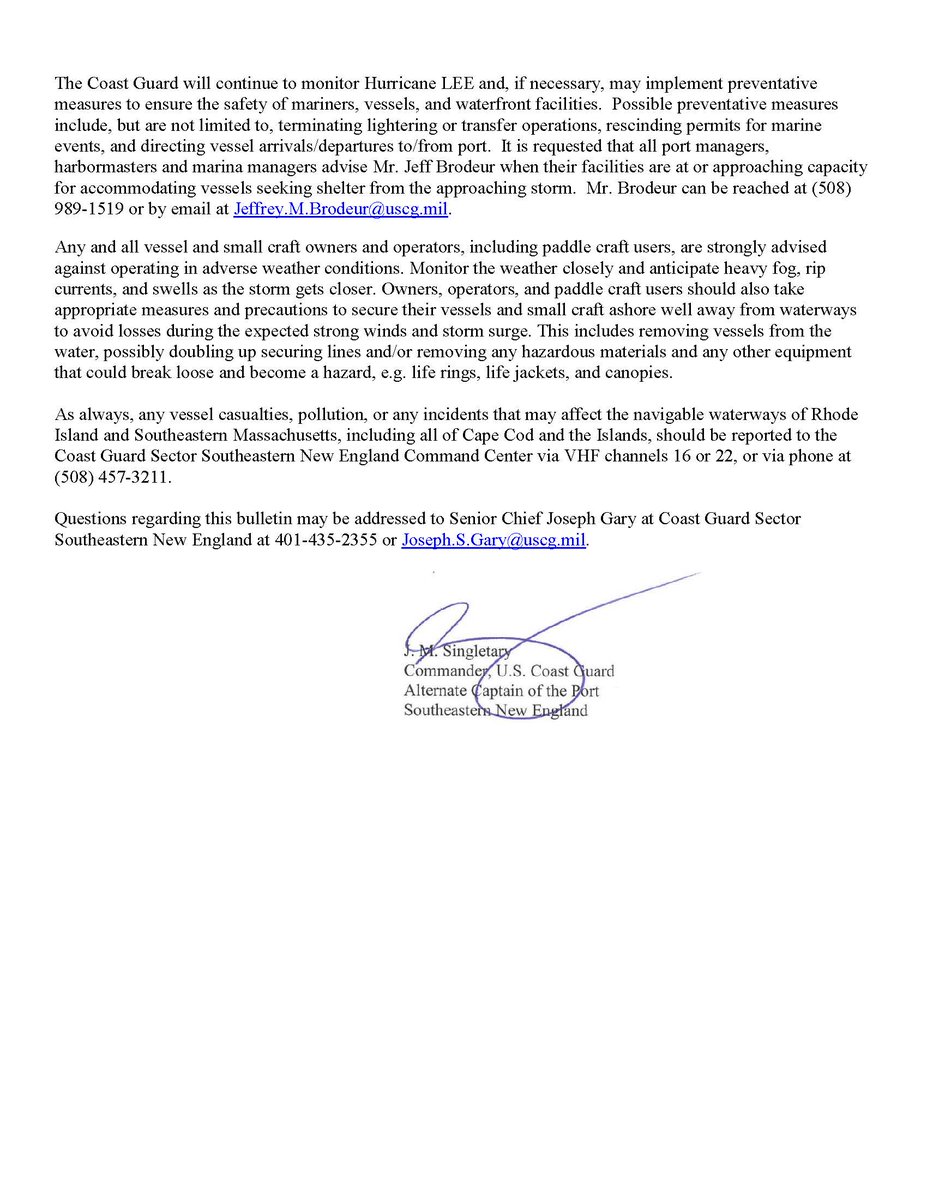 The Coast Guard will continue to monitor Hurricane LEE and, if necessary, may implement preventative
measures to ensure the safety of mariners, vessels, and waterfront facilities.  Possible preventative measures
include, but are not limited to, terminating lightering or transfer operations, rescinding permits for marine
events, and directing vessel arrivals/departures to/from port.  It is requested that all port managers,
harbormasters and marina managers advise Mr. Jeff Brodeur when their facilities are at or approaching capacity
for accommodating vessels seeking shelter from the approaching storm.  Mr. Brodeur can be reached at (508)
989-1519 or by email at Jeffrey.M.Brodeur@uscg.mil.
Any and all vessel and small craft owners and operators, including paddle craft users, are strongly advised
against operating in adverse weather conditions. Monitor the weather closely and anticipate heavy fog, rip
currents, and swells as the storm gets closer. Owners, operators, and paddle craft users should also take
appropriate measures and precautions to secure their vessels and small craft ashore well away from waterways
to avoid losses during the expected strong winds and storm surge. This includes removing vessels from the
water, possibly doubling up securing lines and/or removing any hazardous materials and any other equipment
that could break loose and become a hazard, e.g. life rings, life jackets, and canopies.
As always, any vessel casualties, pollution, or any incidents that may affect the navigable waterways of Rhode
Island and Southeastern Massachusetts, including all of Cape Cod and the Islands, should be reported to the
Coast Guard Sector Southeastern New England Command Center via VHF channels 16 or 22, or via phone at
(508) 457-3211.
Questions regarding this bulletin may be addressed to Senior Chief Joseph Gary at Coast Guard Sector
Southeastern New England at 401-435-2355 or Joseph.S.Gary@uscg.mil.
J. M. Singletary
Commander, U.S. Coast Guard
Alternate Captain of the Port
Southeastern New England